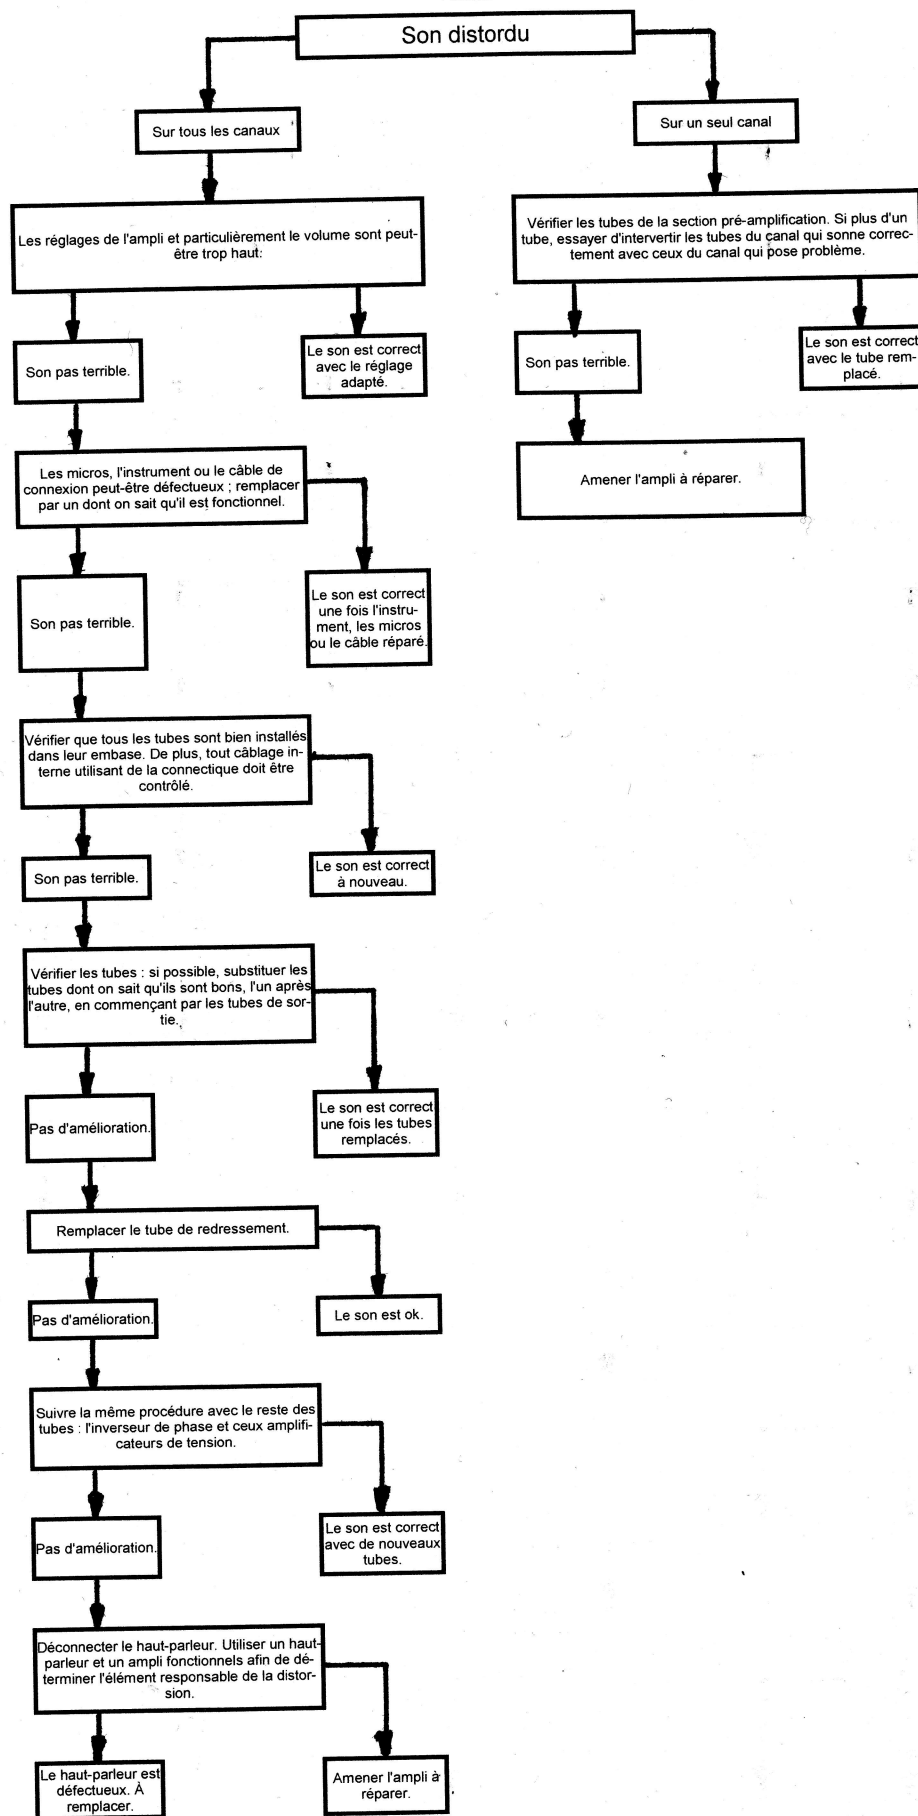 Son distordu
Sur tous les canaux
Sur un seul canal
Les réglages de l'ampli et particulièrement le volume sont peut-
être trop haut:
Vérifier les tubes de la section pré-amplification. Si plus d'un
tube, essayer d'intervertir les tubes du canal qui sonne correc-
tement avec ceux du canal qui pose problème.
Son pas terrible.
Le son est correct
avec le réglage
adapté.
Son pas terrible.
Le son est correct
avec le tube rem-
placé.
Les micros, l'instrument ou le câble de
connexion peut-être défectueux ; remplacer
par un dont on sait qu'il est fonctionnel.
Amener l'ampli à réparer.
Son pas terrible.
Le son est correct
une fois l'instru-
ment, les micros
ou le câble réparé.
Vérifier que tous les tubes sont bien installés
dans leur embase. De plus, tout câblage in-
terne utilisant de la connectique doit être
contrôlé.
Son pas terrible.
Le son est correct
à nouveau.
Vérifier les tubes : si possible, substituer les
tubes dont on sait qu'ils sont bons, l'un après
l'autre, en commençant par les tubes de sor-
tie.
Pas d'amélioration.
Le son est correct
une fois les tubes
remplacés.
Remplacer le tube de redressement.
Pas d'amélioration.
Le son est ok.
Suivre la même procédure avec le reste des
tubes : l'inverseur de phase et ceux amplifi-
cateurs de tension.
Pas d'amélioration.
Le son est correct
avec de nouveaux
tubes.
Déconnecter le haut-parleur. Utiliser un haut-
parleur et un ampli fonctionnels afin de dé-
terminer l'élément responsable de la distor-
sion.
Le haut-parleur est
défectueux. À
remplacer.
Amener l'ampli à
réparer.